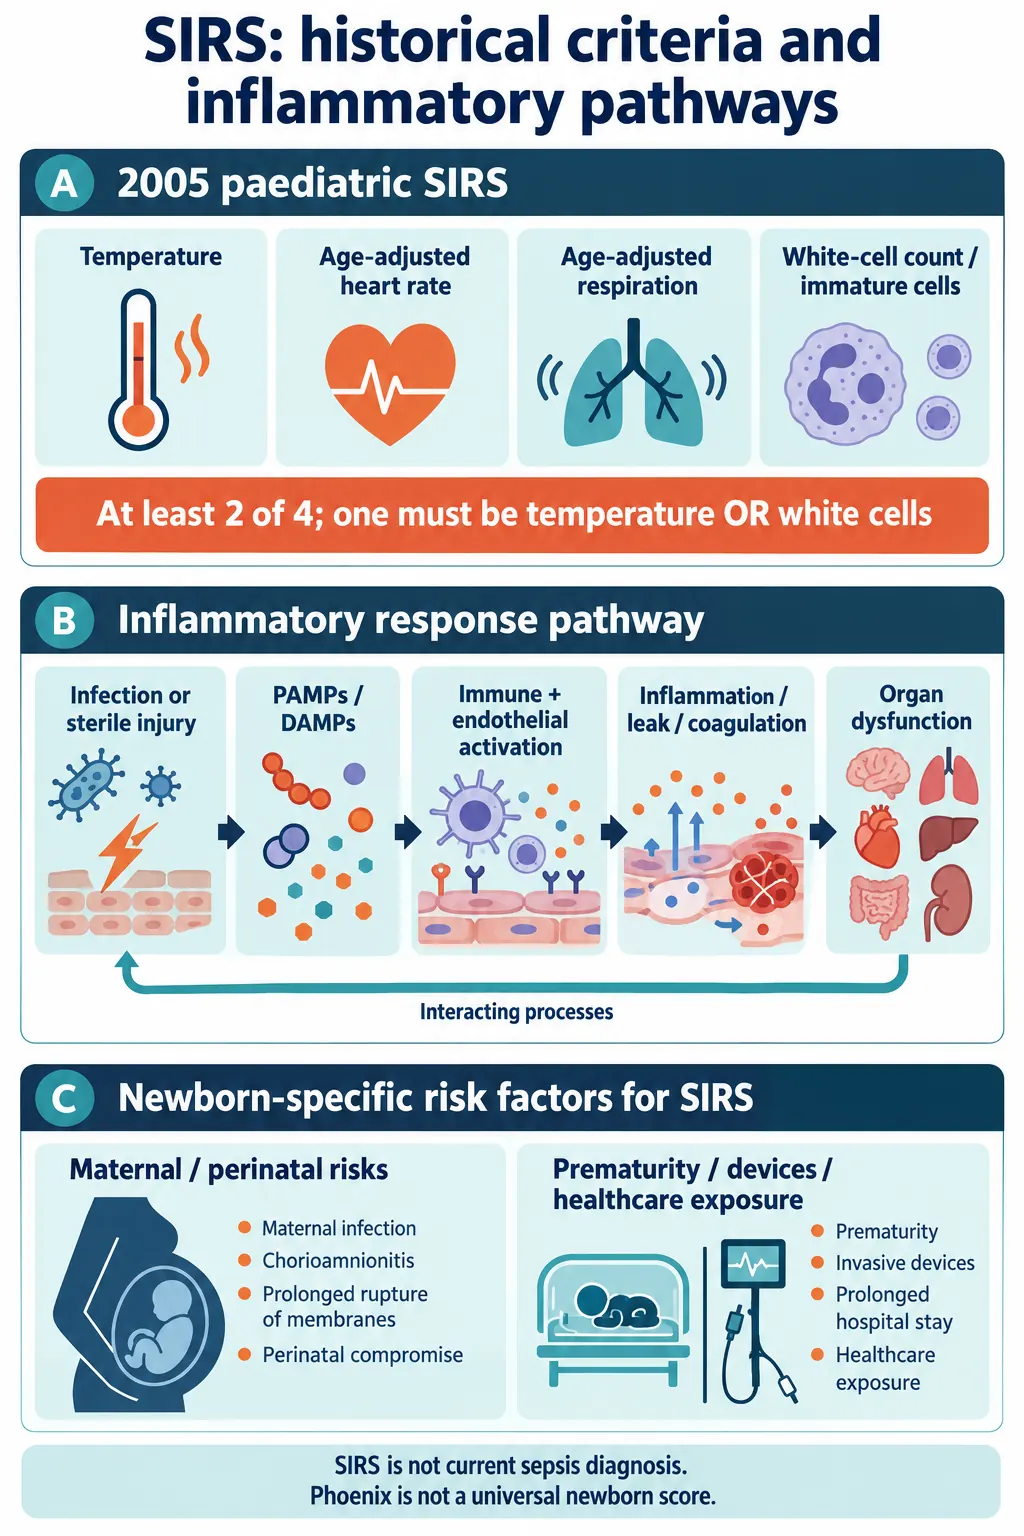 SIRS: historical criteria and
inflammatory pathways
A 2005 paediatric SIRS
Temperature
Age-adjusted
heart rate
Age-adjusted
respiration
White-cell count /
immature cells
At least 2 of 4; one must be temperature OR white cells
B Inflammatory response pathway
Infection or
sterile injury
PAMPs /
DAMPs
Immune +
endothelial
activation
Inflammation /
leak / coagulation
Organ
dysfunction
Interacting processes
C Newborn-specific risk factors for SIRS
Maternal / perinatal risks
Maternal infection
Chorioamnionitis
Prolonged rupture
of membranes
Perinatal compromise
Prematurity / devices /
healthcare exposure
Prematurity
Invasive devices
Prolonged
hospital stay
Healthcare
exposure
SIRS is not current sepsis diagnosis.
Phoenix is not a universal newborn score.